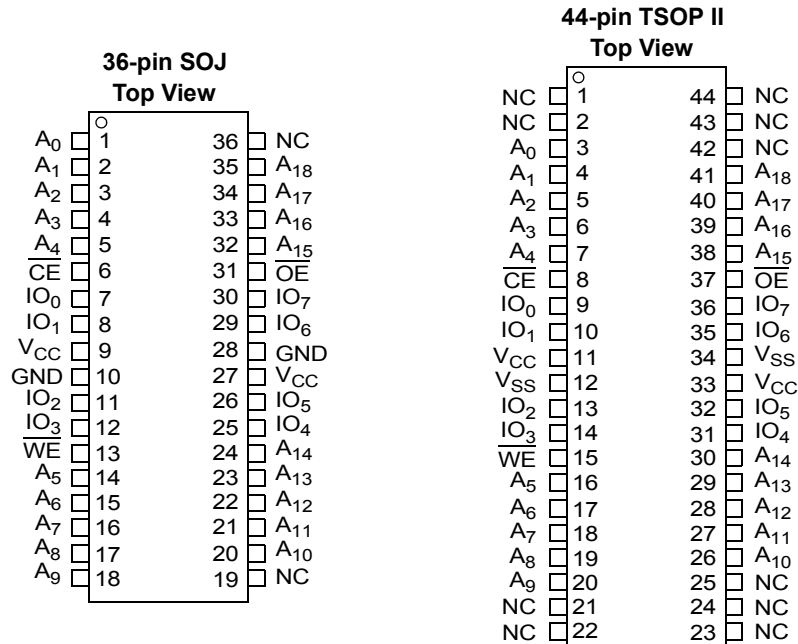 36-pin SOJ
Top View
A0 1 36 NC
A1 2 35 A18
A2 3 34 A17
A3 4 33 A16
A4 5 32 A15
CE 6 31 OE
IO0 7 30 IO7
IO1 8 29 IO6
VCC 9 28 GND
GND 10 27 VCC
IO2 11 26 IO5
IO3 12 25 IO4
WE 13 24 A14
A5 14 23 A13
A6 15 22 A12
A7 16 21 A11
A8 17 20 A10
A9 18 19 NC
44-pin TSOP II
Top View
NC 1 44 NC
NC 2 43 NC
A0 3 42 NC
A1 4 41 A18
A2 5 40 A17
A3 6 39 A16
A4 7 38 A15
CE 8 37 OE
IO0 9 36 IO7
IO1 10 35 IO6
VCC 11 34 VSS
VSS 12 33 VCC
IO2 13 32 IO5
IO3 14 31 IO4
WE 15 30 A14
A5 16 29 A13
A6 17 28 A12
A7 18 27 A11
A8 19 26 A10
A9 20 25 NC
NC 21 24 NC
NC 22 23 NC